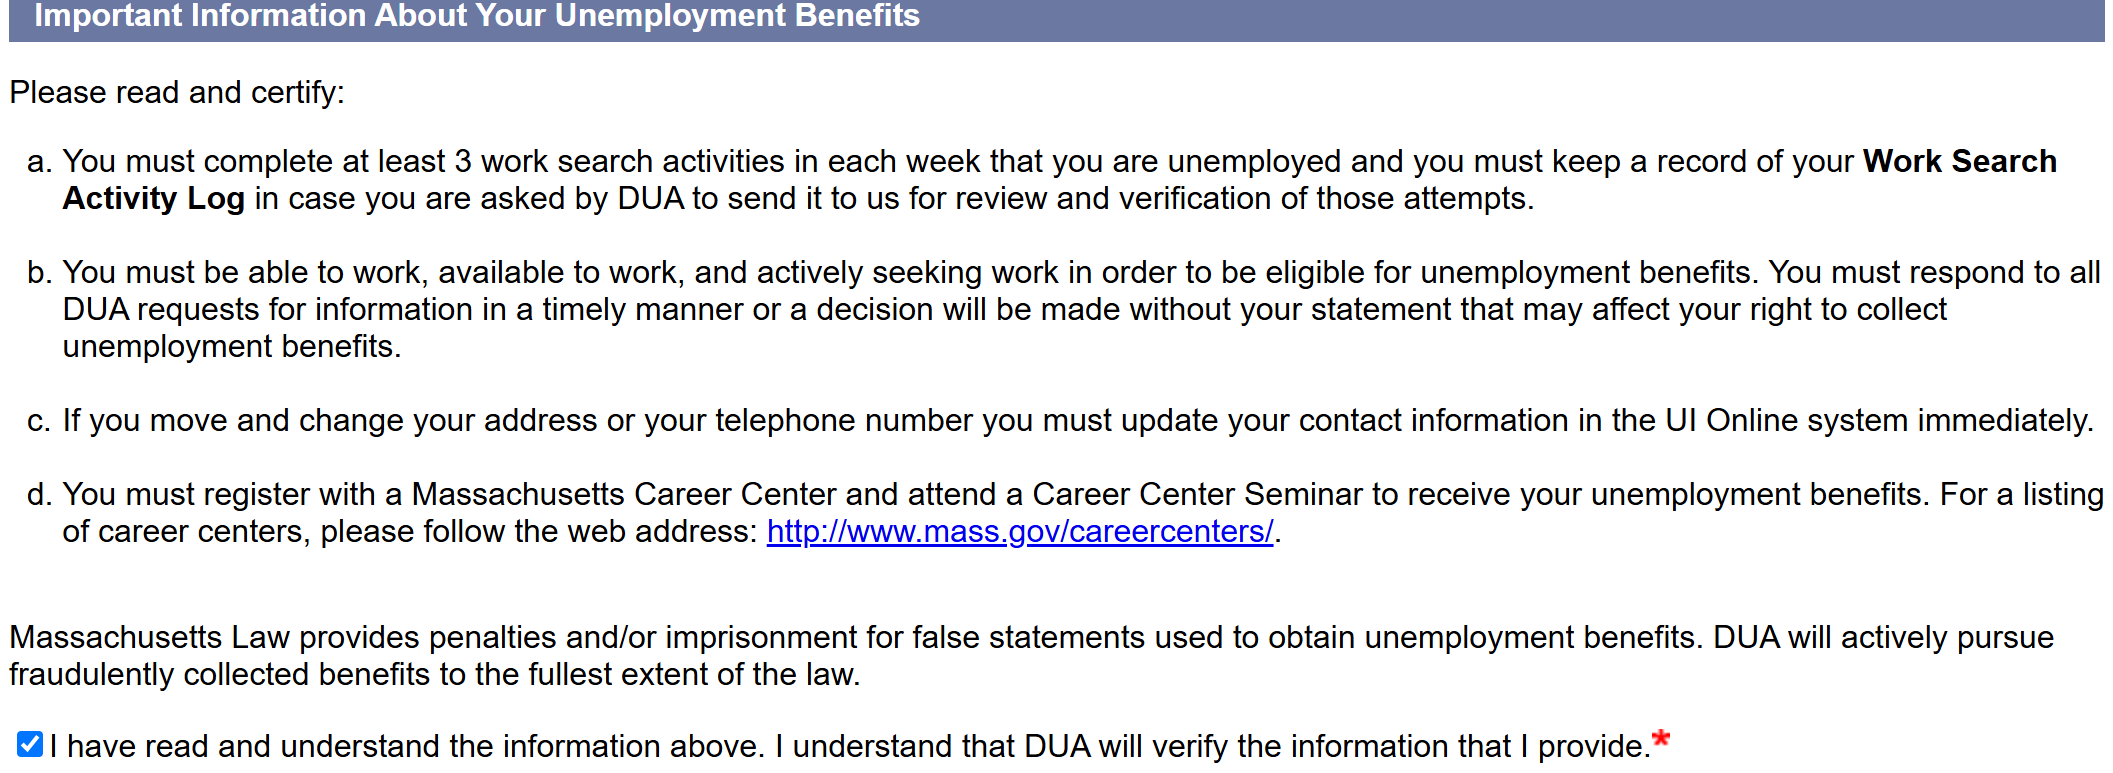 Important Information About Your Unemployment Benefits
Please read and certify:
a. You must complete at least 3 work search activities in each week that you are unemployed and you must keep a record of your Work Search
Activity Log in case you are asked by DUA to send it to us for review and verification of those attempts.
b. You must be able to work, available to work, and actively seeking work in order to be eligible for unemployment benefits. You must respond to all
DUA requests for information in a timely manner or a decision will be made without your statement that may affect your right to collect
unemployment benefits.
c. If you move and change your address or your telephone number you must update your contact information in the UI Online system immediately.
d. You must register with a Massachusetts Career Center and attend a Career Center Seminar to receive your unemployment benefits. For a listing
of career centers, please follow the web address: http://www.mass.gov/careercenters/.
Massachusetts Law provides penalties and/or imprisonment for false statements used to obtain unemployment benefits. DUA will actively pursue
fraudulently collected benefits to the fullest extent of the law.
I have read and understand the information above. I understand that DUA will verify the information that I provide.*